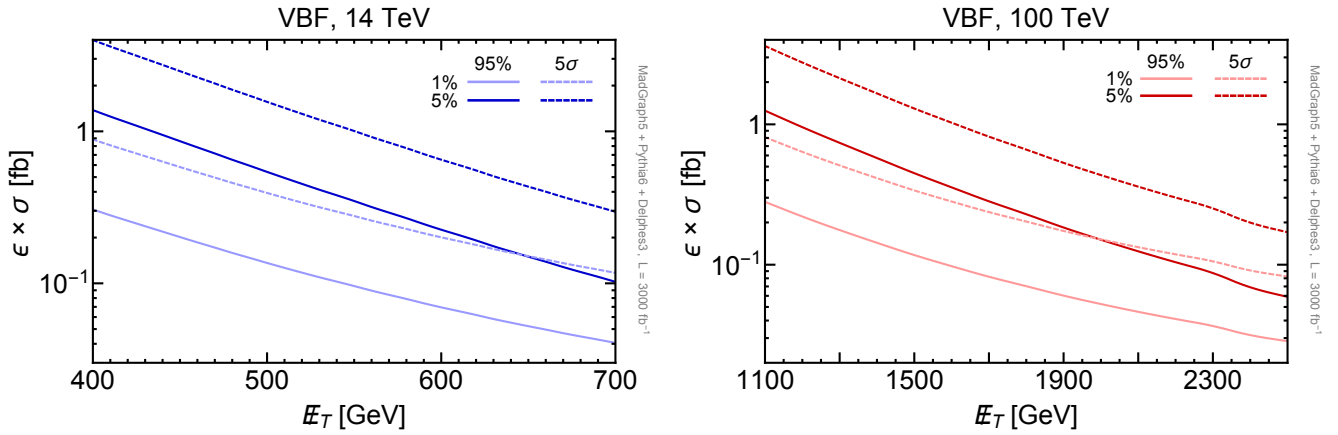 VBF, 14 TeV
95% 5σ
1%
5%
1
10⁻¹
ϵ × σ [fb]
400 500 600 700
E̸_T [GeV]
MadGraph5 + Pythia6 + Delphes3, L = 3000 fb⁻¹
VBF, 100 TeV
95% 5σ
1%
5%
1
10⁻¹
ϵ × σ [fb]
1100 1500 1900 2300
E̸_T [GeV]
MadGraph5 + Pythia6 + Delphes3, L = 3000 fb⁻¹